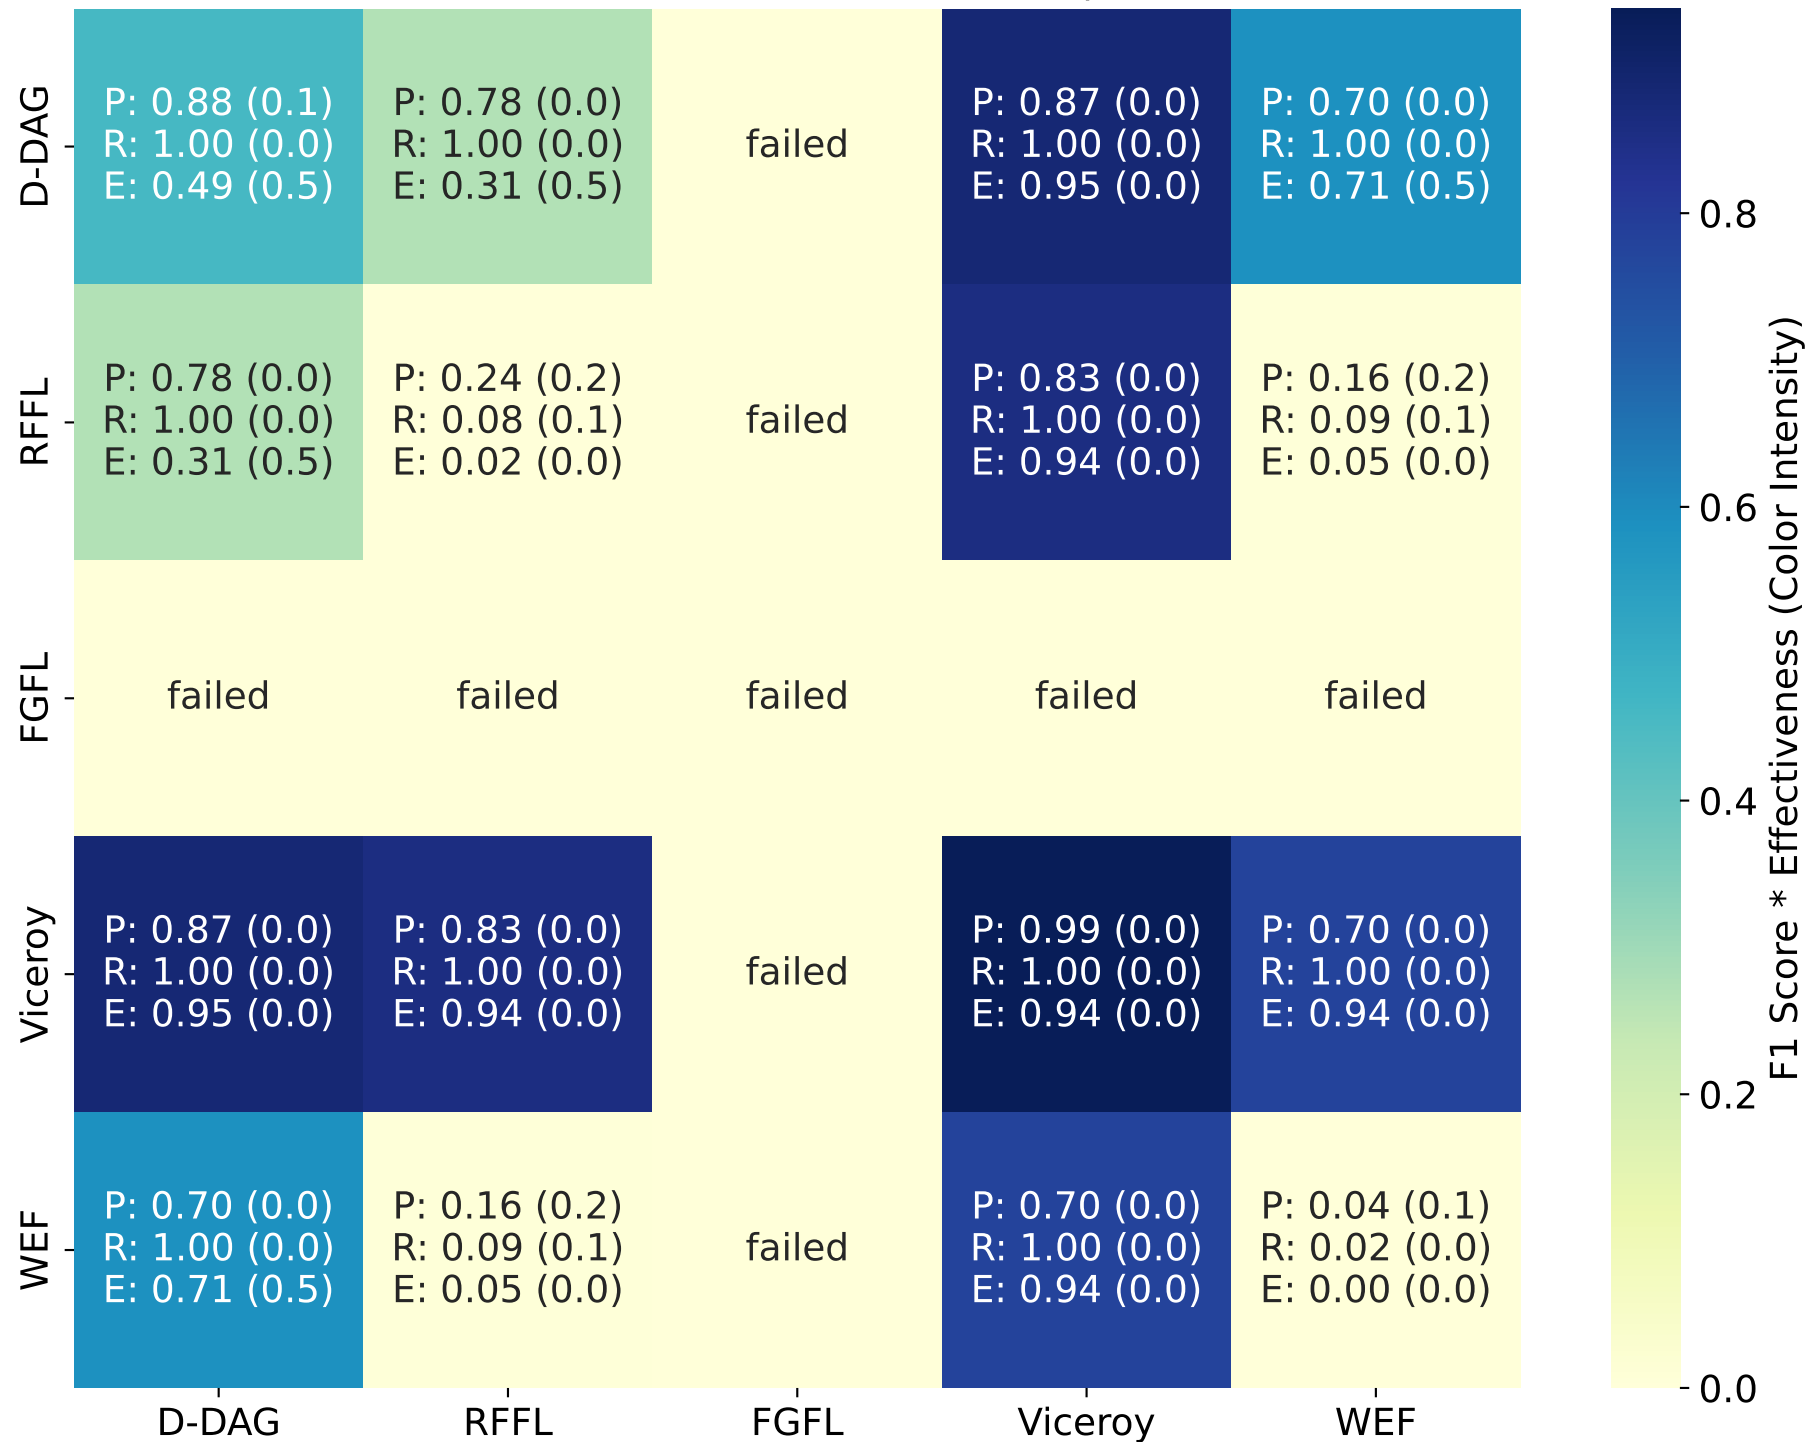 D-DAG
P: 0.88 (0.1)
R: 1.00 (0.0)
E: 0.49 (0.5)
P: 0.78 (0.0)
R: 1.00 (0.0)
E: 0.31 (0.5)
failed
P: 0.87 (0.0)
R: 1.00 (0.0)
E: 0.95 (0.0)
P: 0.70 (0.0)
R: 1.00 (0.0)
E: 0.71 (0.5)
RFFL
P: 0.78 (0.0)
R: 1.00 (0.0)
E: 0.31 (0.5)
P: 0.24 (0.2)
R: 0.08 (0.1)
E: 0.02 (0.0)
failed
P: 0.83 (0.0)
R: 1.00 (0.0)
E: 0.94 (0.0)
P: 0.16 (0.2)
R: 0.09 (0.1)
E: 0.05 (0.0)
FGFL
failed
failed
failed
failed
failed
Viceroy
P: 0.87 (0.0)
R: 1.00 (0.0)
E: 0.95 (0.0)
P: 0.83 (0.0)
R: 1.00 (0.0)
E: 0.94 (0.0)
failed
P: 0.99 (0.0)
R: 1.00 (0.0)
E: 0.94 (0.0)
P: 0.70 (0.0)
R: 1.00 (0.0)
E: 0.94 (0.0)
WEF
P: 0.70 (0.0)
R: 1.00 (0.0)
E: 0.71 (0.5)
P: 0.16 (0.2)
R: 0.09 (0.1)
E: 0.05 (0.0)
failed
P: 0.70 (0.0)
R: 1.00 (0.0)
E: 0.94 (0.0)
P: 0.04 (0.1)
R: 0.02 (0.0)
E: 0.00 (0.0)
D-DAG
RFFL
FGFL
Viceroy
WEF
0.8
0.6
0.4
0.2
0.0
F1 Score * Effectiveness (Color Intensity)